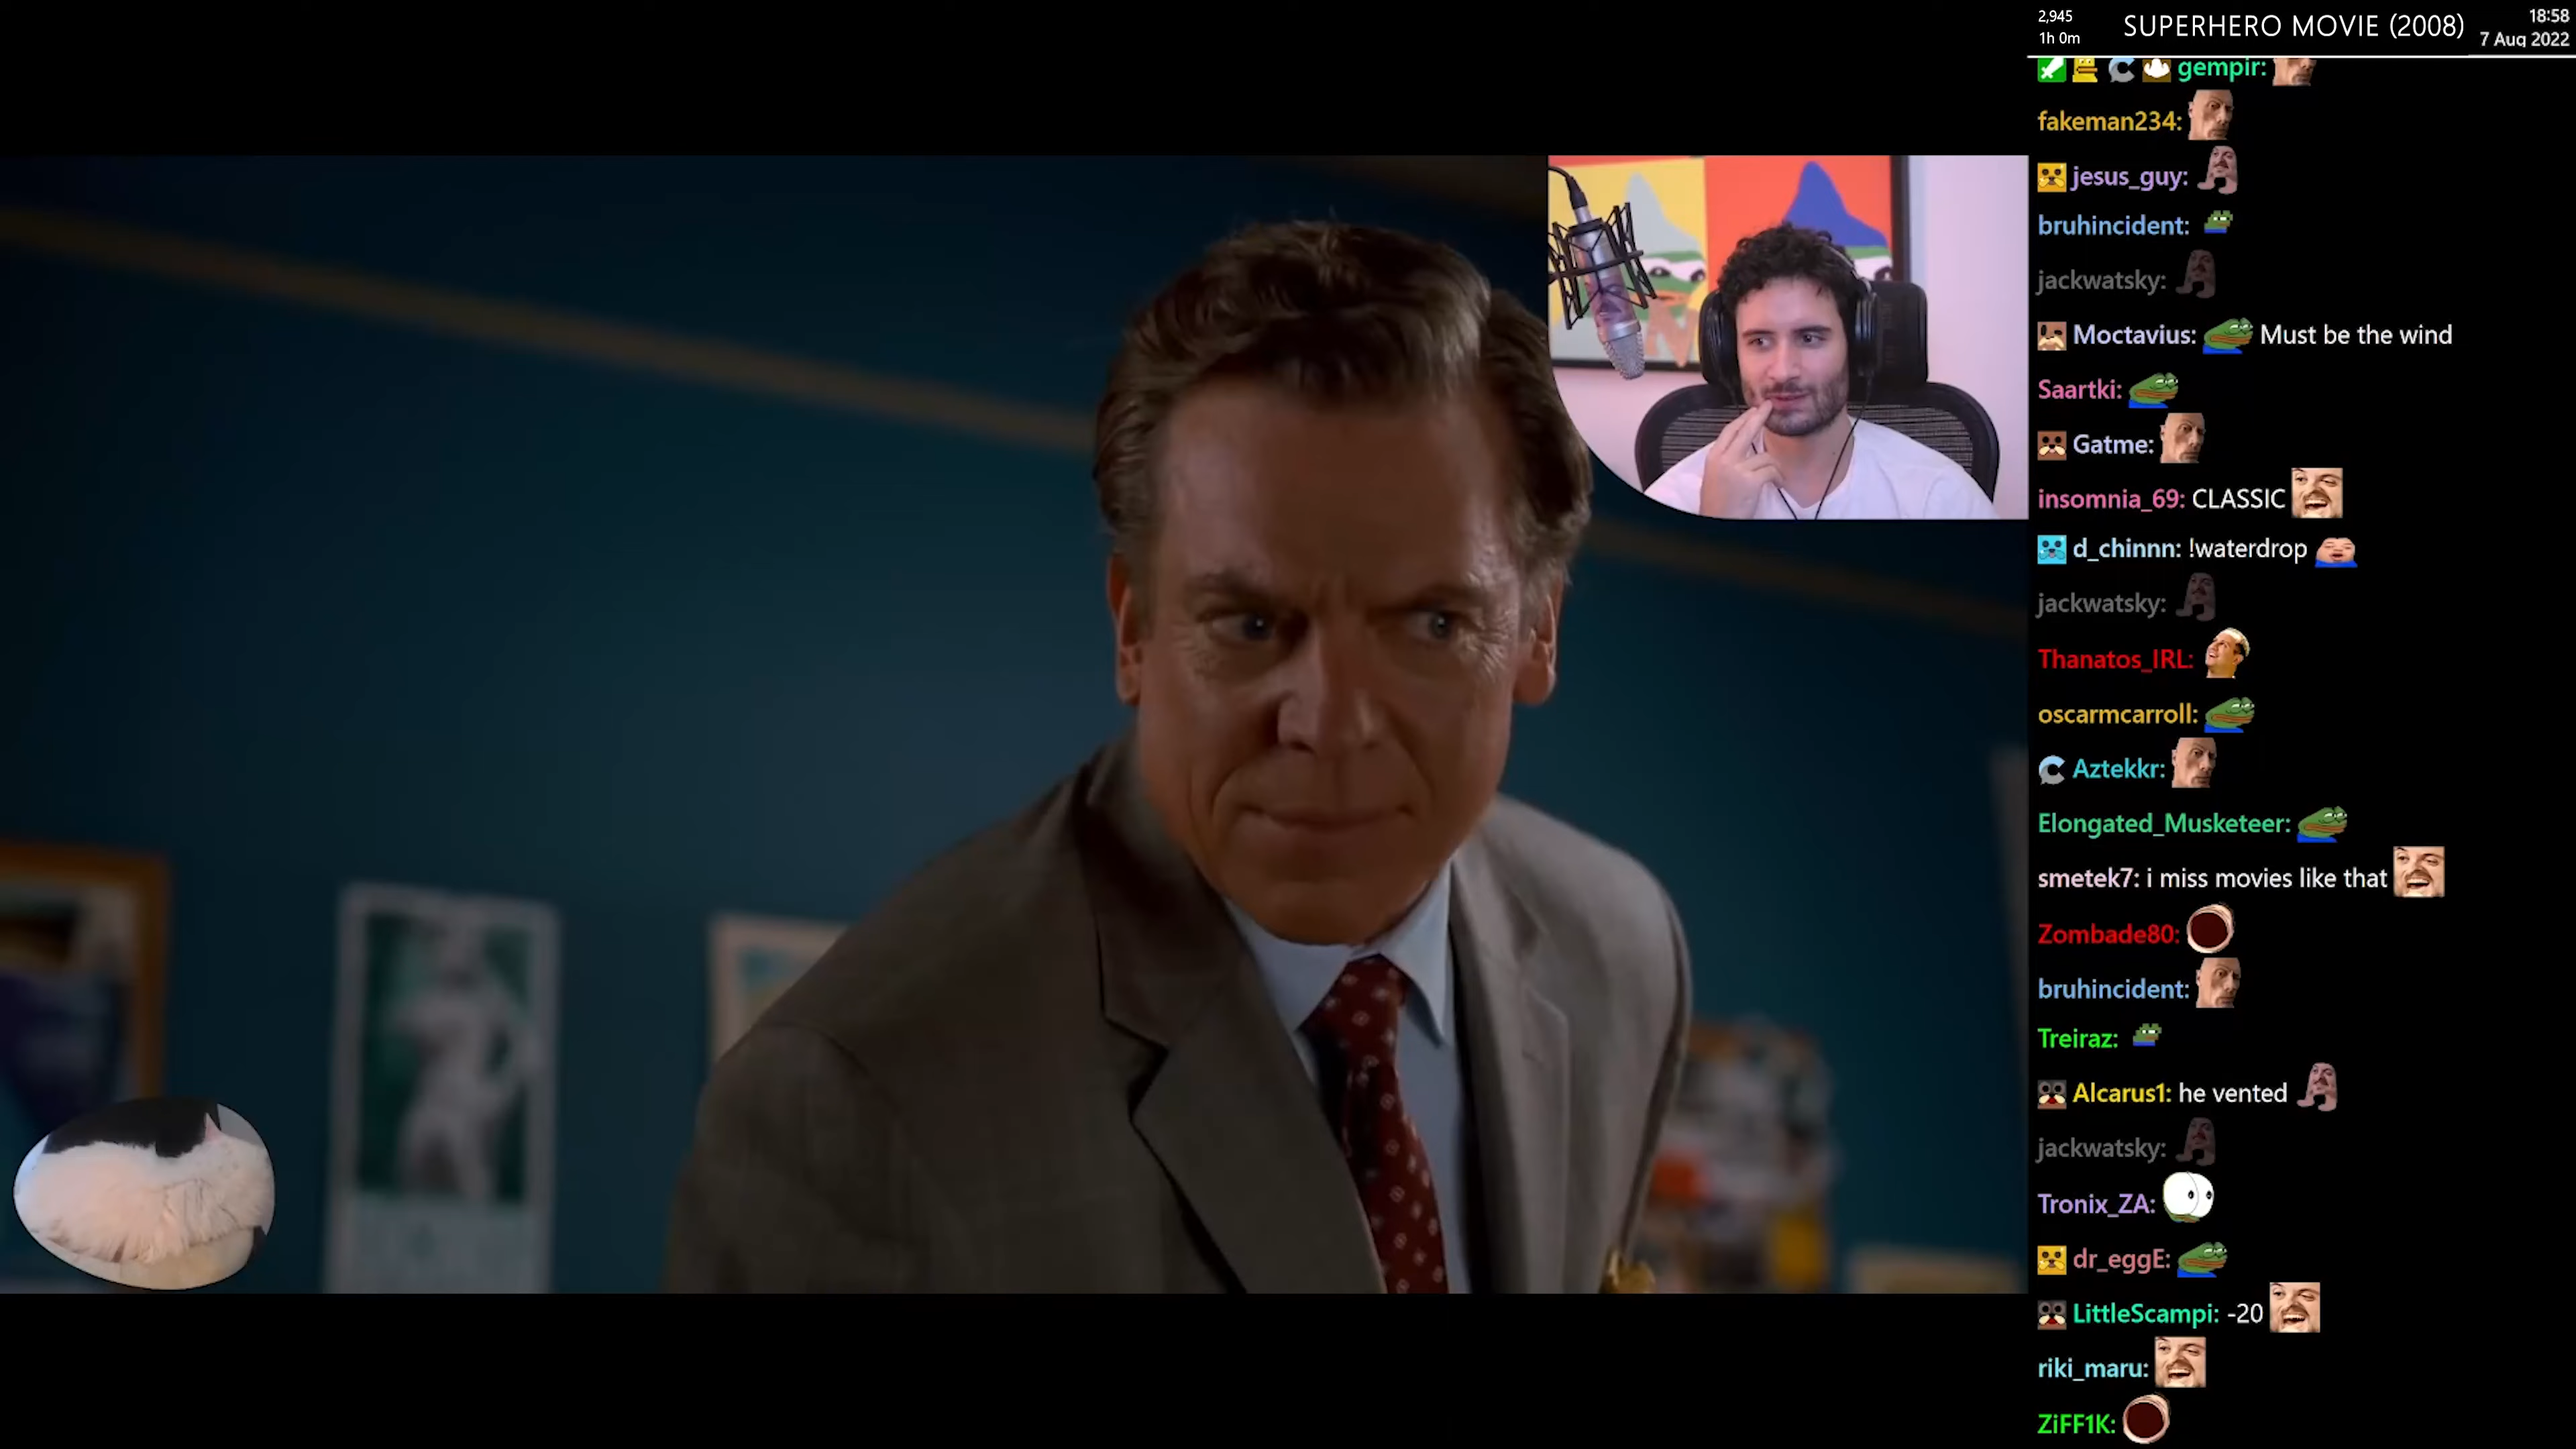 2,945
1h 0m
SUPERHERO MOVIE (2008)
18:58
7 Aug 2022
gempir:
fakeman234:
jesus_guy:
bruhincident:
jackwatsky:
Moctavius: Must be the wind
Saartki:
Gatme:
insomnia_69: CLASSIC
d_chinnn: !waterdrop
jackwatsky:
Thanatos_IRL:
oscarmcarroll:
Aztekkr:
Elongated_Musketeer:
smetek7: i miss movies like that
Zombade80:
bruhincident:
Treiraz:
Alcarus1: he vented
jackwatsky:
Tronix_ZA:
dr_eggE:
LittleScampi: -20
riki_maru:
ZiFF1K: